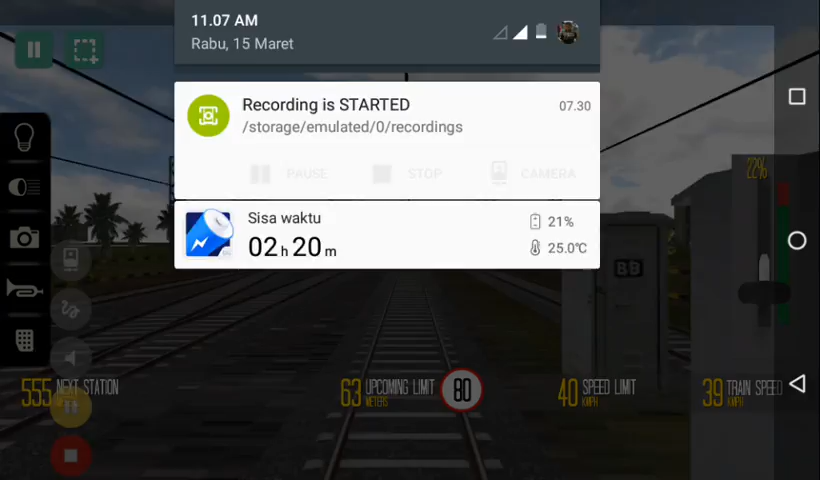 11.07 AM
Rabu, 15 Maret
Recording is STARTED
07.30
/storage/emulated/0/recordings
PAUSE
STOP
CAMERA
Sisa waktu
21%
02 h 20 m
25.0°C
22%
BB
555 NEXT STATION
63 UPCOMING LIMIT
METERS
80
40 SPEED LIMIT
KMPH
39 TRAIN SPEED
KMPH